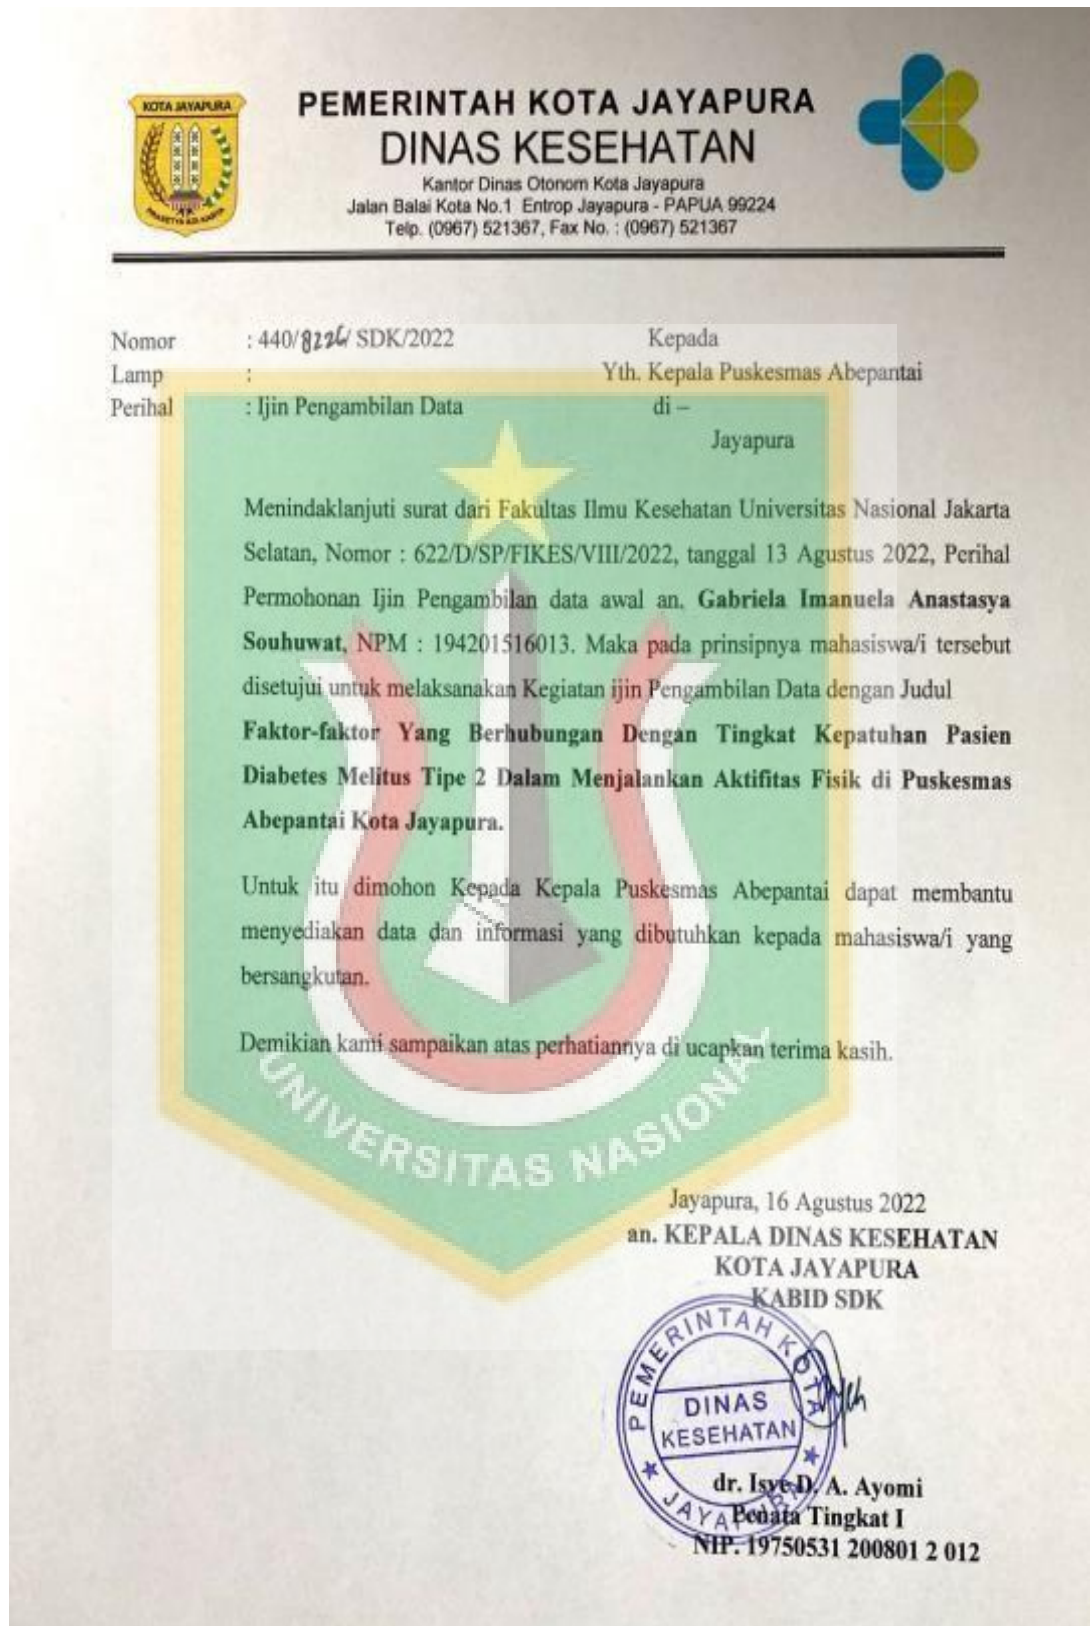 KOTA JAYAPURA
PEMERINTAH KOTA JAYAPURA
DINAS KESEHATAN
Kantor Dinas Otonom Kota Jayapura
Jalan Balai Kota No.1 Entrop Jayapura - PAPUA 99224
Telp. (0967) 521367, Fax No. : (0967) 521367
Nomor : 440/8226/ SDK/2022
Kepada
Lamp :
Yth. Kepala Puskesmas Abepantai
Perihal : Ijin Pengambilan Data
di –
Jayapura
Menindaklanjuti surat dari Fakultas Ilmu Kesehatan Universitas Nasional Jakarta
Selatan, Nomor : 622/D/SP/FIKES/VIII/2022, tanggal 13 Agustus 2022, Perihal
Permohonan Ijin Pengambilan data awal an. Gabriela Imanuela Anastasya
Souhuwat, NPM : 194201516013. Maka pada prinsipnya mahasiswa/i tersebut
disetujui untuk melaksanakan Kegiatan ijin Pengambilan Data dengan Judul
Faktor-faktor Yang Berhubungan Dengan Tingkat Kepatuhan Pasien
Diabetes Melitus Tipe 2 Dalam Menjalankan Aktifitas Fisik di Puskesmas
Abepantai Kota Jayapura.
Untuk itu dimohon Kepada Kepala Puskesmas Abepantai dapat membantu
menyediakan data dan informasi yang dibutuhkan kepada mahasiswa/i yang
bersangkutan.
Demikian kami sampaikan atas perhatiannya di ucapkan terima kasih.
UNIVERSITAS NASIONAL
Jayapura, 16 Agustus 2022
an. KEPALA DINAS KESEHATAN
KOTA JAYAPURA
KABID SDK
PEMERINTAH KOTA
DINAS
KESEHATAN
JAYAPURA
dr. Isye D. A. Ayomi
Penata Tingkat I
NIP. 19750531 200801 2 012